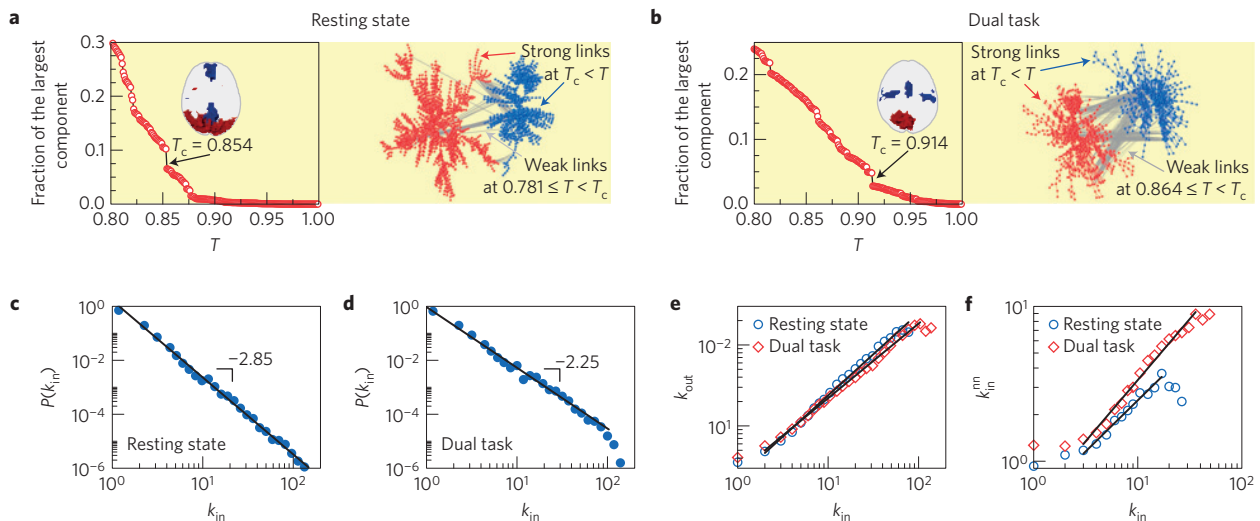 a
Resting state
Fraction of the largest
component
0.3
0.2
0.1
0.0
0.80 0.85 0.90 0.95 1.00
T
Tc = 0.854
Strong links
at Tc < T
Weak links
at 0.781 ≤ T < Tc
b
Dual task
Fraction of the largest
component
0.2
0.1
0.0
0.80 0.85 0.90 0.95 1.00
T
Tc = 0.914
Strong links
at Tc < T
Weak links
at 0.864 ≤ T < Tc
c
P(kin)
10^0
10^−2
10^−4
10^−6
−2.85
Resting state
10^0 10^1 10^2
kin
d
P(kin)
10^0
10^−2
10^−4
10^−6
−2.25
Dual task
10^0 10^1 10^2
kin
e
kout
10^−2
10^1
Resting state
Dual task
10^0 10^1 10^2
kin
f
kin^nn
10^1
10^0
Resting state
Dual task
10^0 10^1 10^2
kin